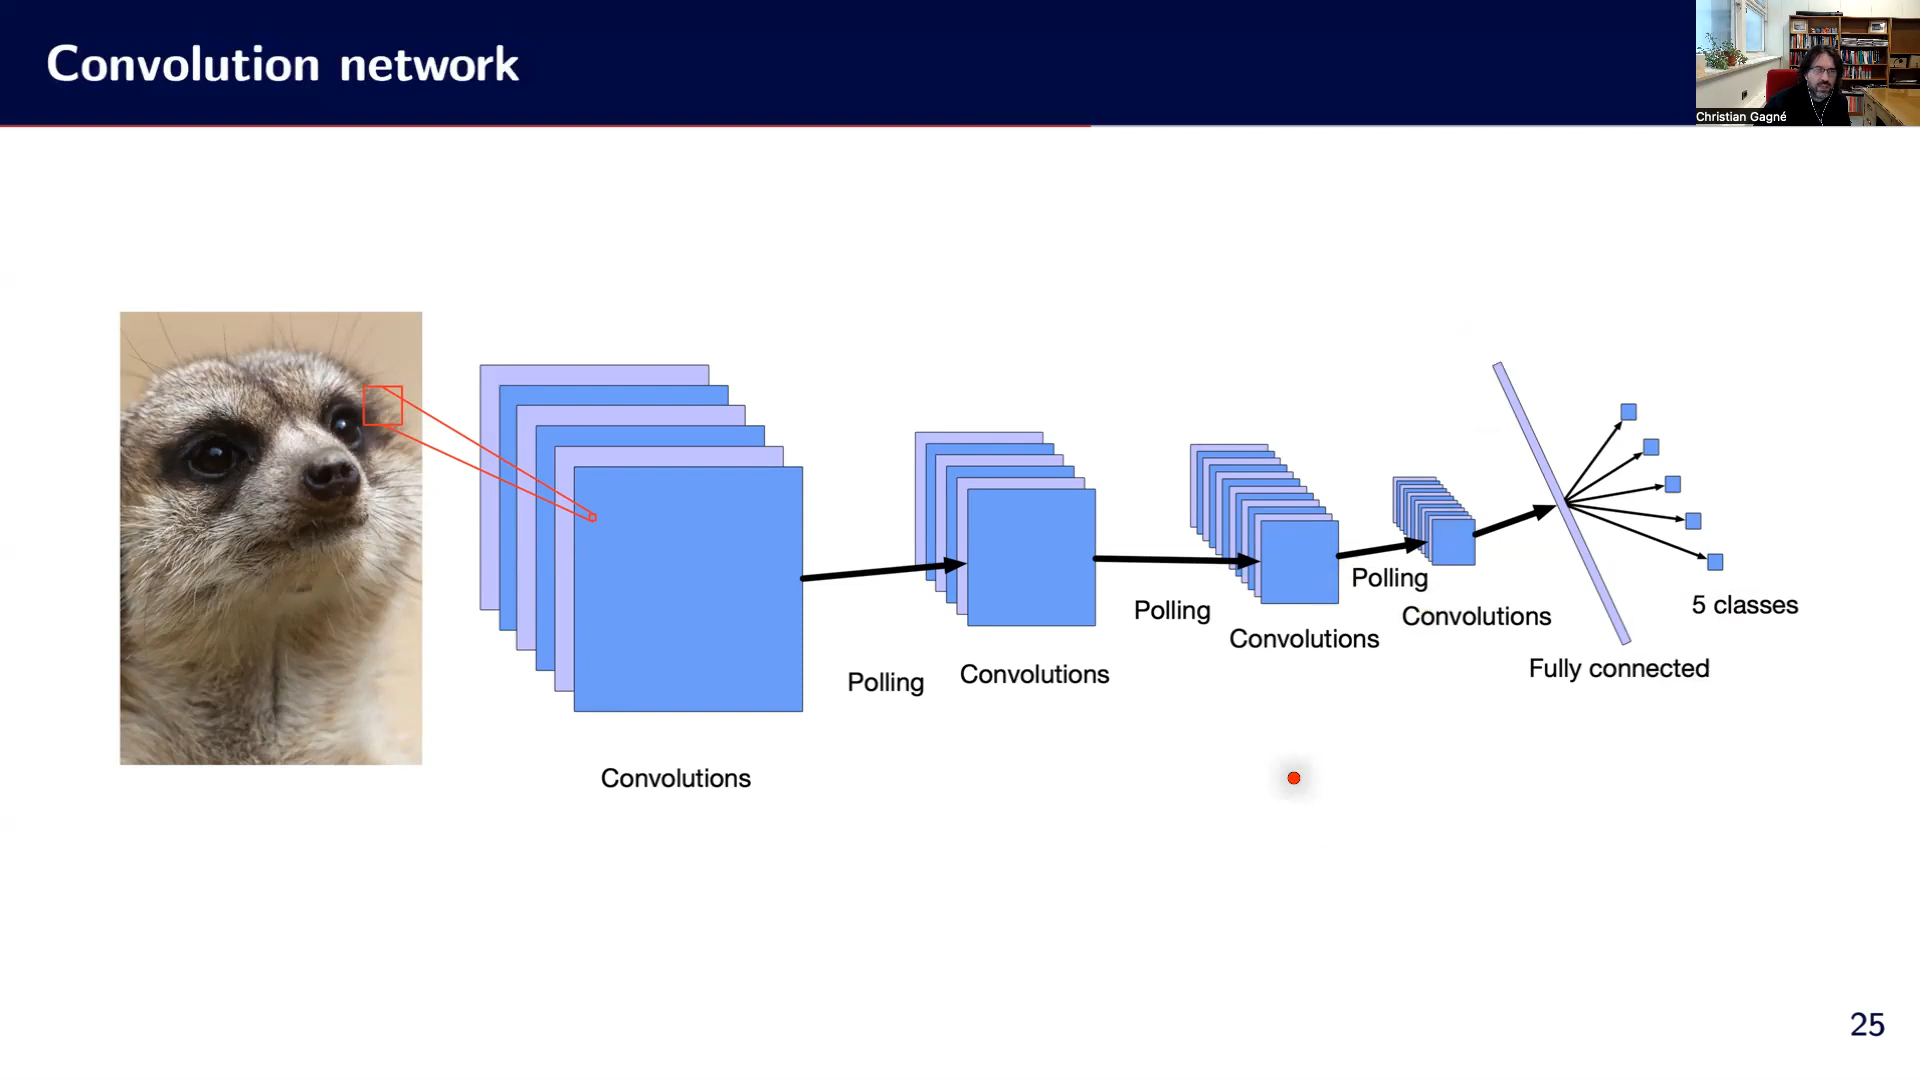 Convolution network
Christian Gagné
Polling
5 classes
Polling
Convolutions
Convolutions
Fully connected
Polling
Convolutions
Convolutions
25